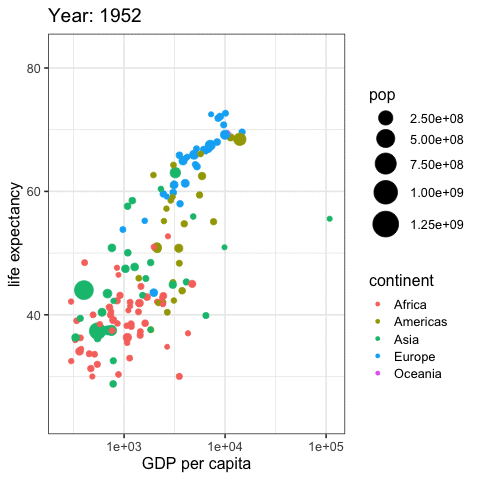 Year: 1952
life expectancy
80
60
40
1e+03
1e+04
1e+05
GDP per capita
pop
2.50e+08
5.00e+08
7.50e+08
1.00e+09
1.25e+09
continent
Africa
Americas
Asia
Europe
Oceania